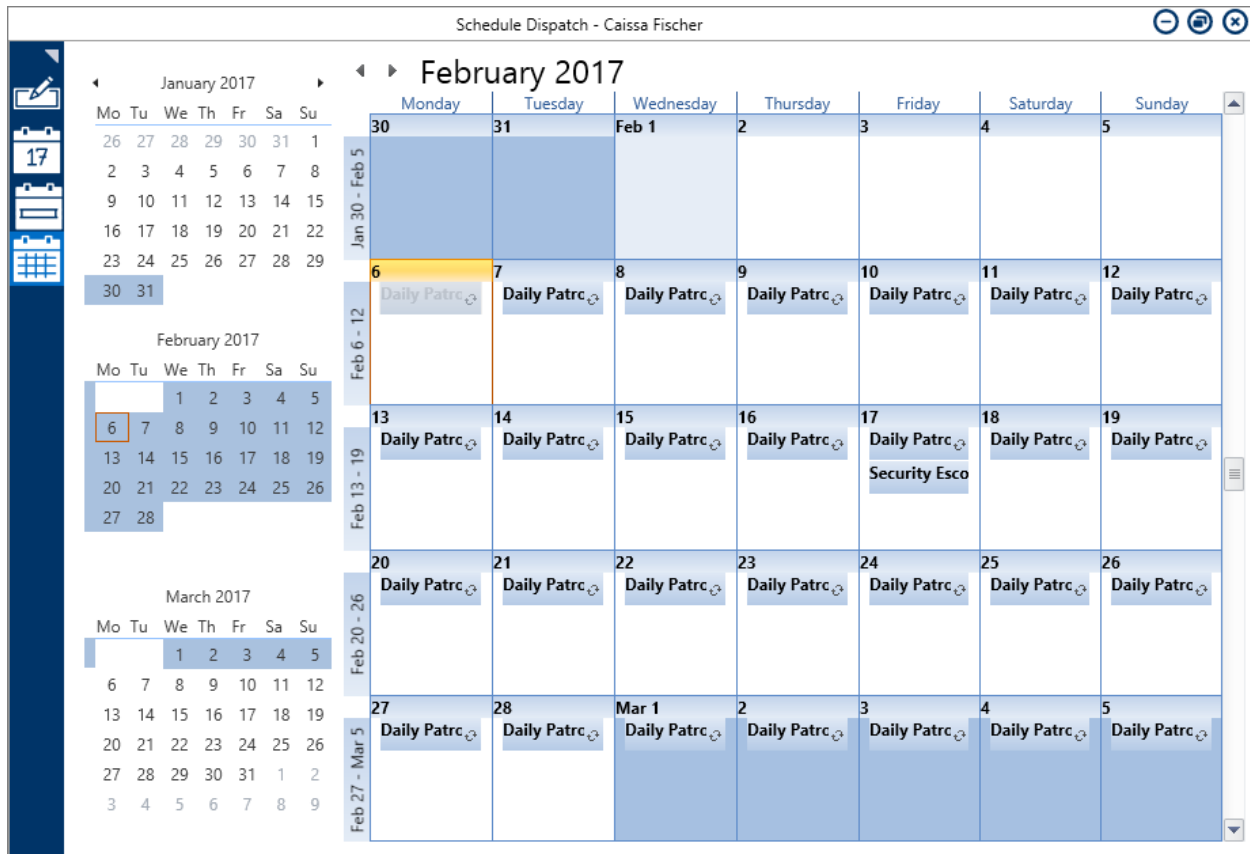 Schedule Dispatch - Caissa Fischer
17
January 2017
Mo Tu We Th Fr Sa Su
26 27 28 29 30 31 1
2 3 4 5 6 7 8
9 10 11 12 13 14 15
16 17 18 19 20 21 22
23 24 25 26 27 28 29
30 31
February 2017
Mo Tu We Th Fr Sa Su
1 2 3 4 5
6 7 8 9 10 11 12
13 14 15 16 17 18 19
20 21 22 23 24 25 26
27 28
March 2017
Mo Tu We Th Fr Sa Su
1 2 3 4 5
6 7 8 9 10 11 12
13 14 15 16 17 18 19
20 21 22 23 24 25 26
27 28 29 30 31 1 2
3 4 5 6 7 8 9
February 2017
Monday Tuesday Wednesday Thursday Friday Saturday Sunday
Jan 30 - Feb 5
30 31 Feb 1 2 3 4 5
Feb 6 - 12
6 7 8 9 10 11 12
Daily Patrc Daily Patrc Daily Patrc Daily Patrc Daily Patrc Daily Patrc Daily Patrc
Feb 13 - 19
13 14 15 16 17 18 19
Daily Patrc Daily Patrc Daily Patrc Daily Patrc Daily Patrc Daily Patrc Daily Patrc
Security Esco
Feb 20 - 26
20 21 22 23 24 25 26
Daily Patrc Daily Patrc Daily Patrc Daily Patrc Daily Patrc Daily Patrc Daily Patrc
Feb 27 - Mar 5
27 28 Mar 1 2 3 4 5
Daily Patrc Daily Patrc Daily Patrc Daily Patrc Daily Patrc Daily Patrc Daily Patrc